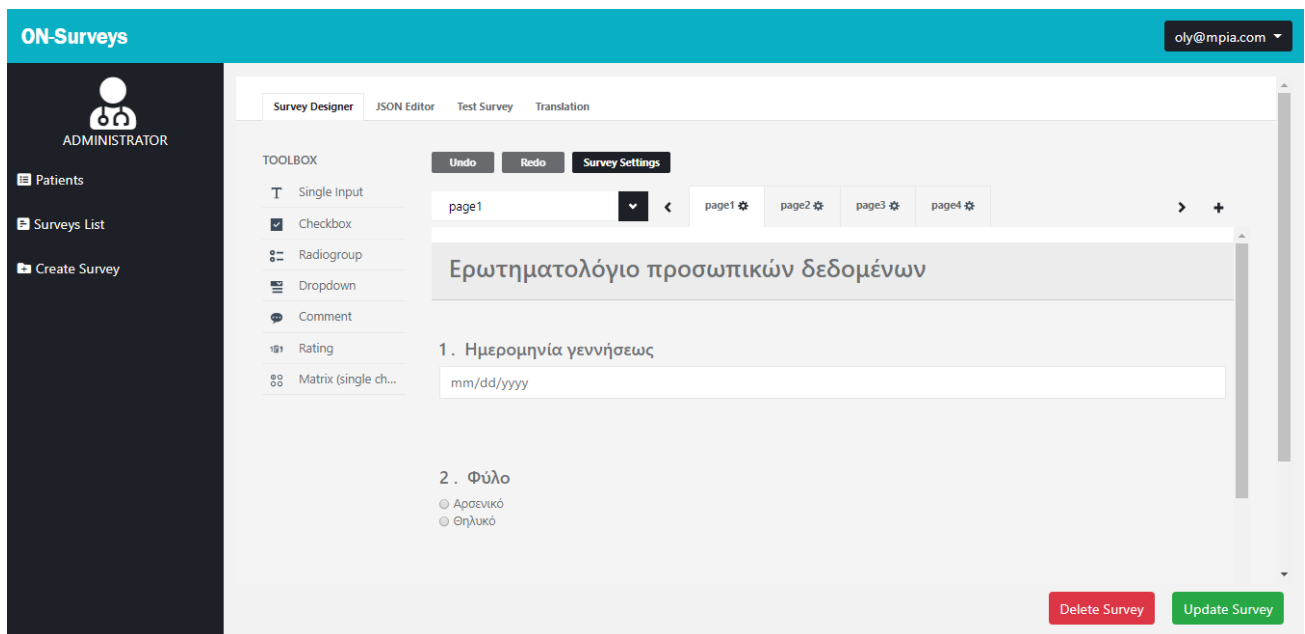 ON-Surveys
oly@mpia.com
ADMINISTRATOR
Patients
Surveys List
Create Survey
Survey Designer JSON Editor Test Survey Translation
TOOLBOX
Single Input
Checkbox
Radiogroup
Dropdown
Comment
Rating
Matrix (single ch...
Undo Redo Survey Settings
page1
page1 page2 page3 page4
Ερωτηματολόγιο προσωπικών δεδομένων
1 . Ημερομηνία γεννήσεως
mm/dd/yyyy
2 . Φύλο
Αρσενικό
Θηλυκό
Delete Survey Update Survey